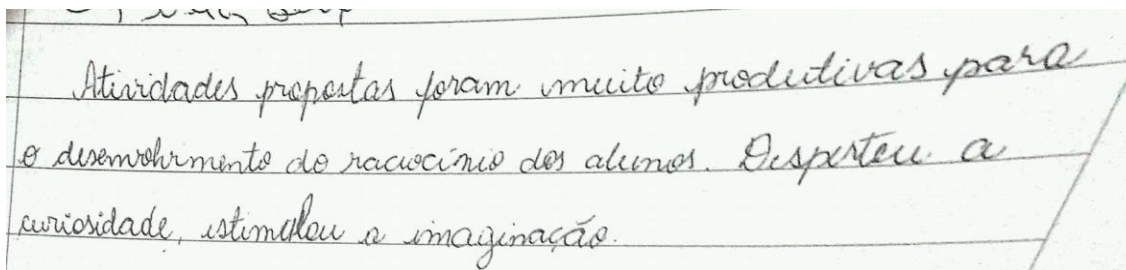 Atividades propostas foram muito produtivas para
o desenvolvimento do raciocínio dos alunos. Despertou a
curiosidade, estimulou a imaginação.